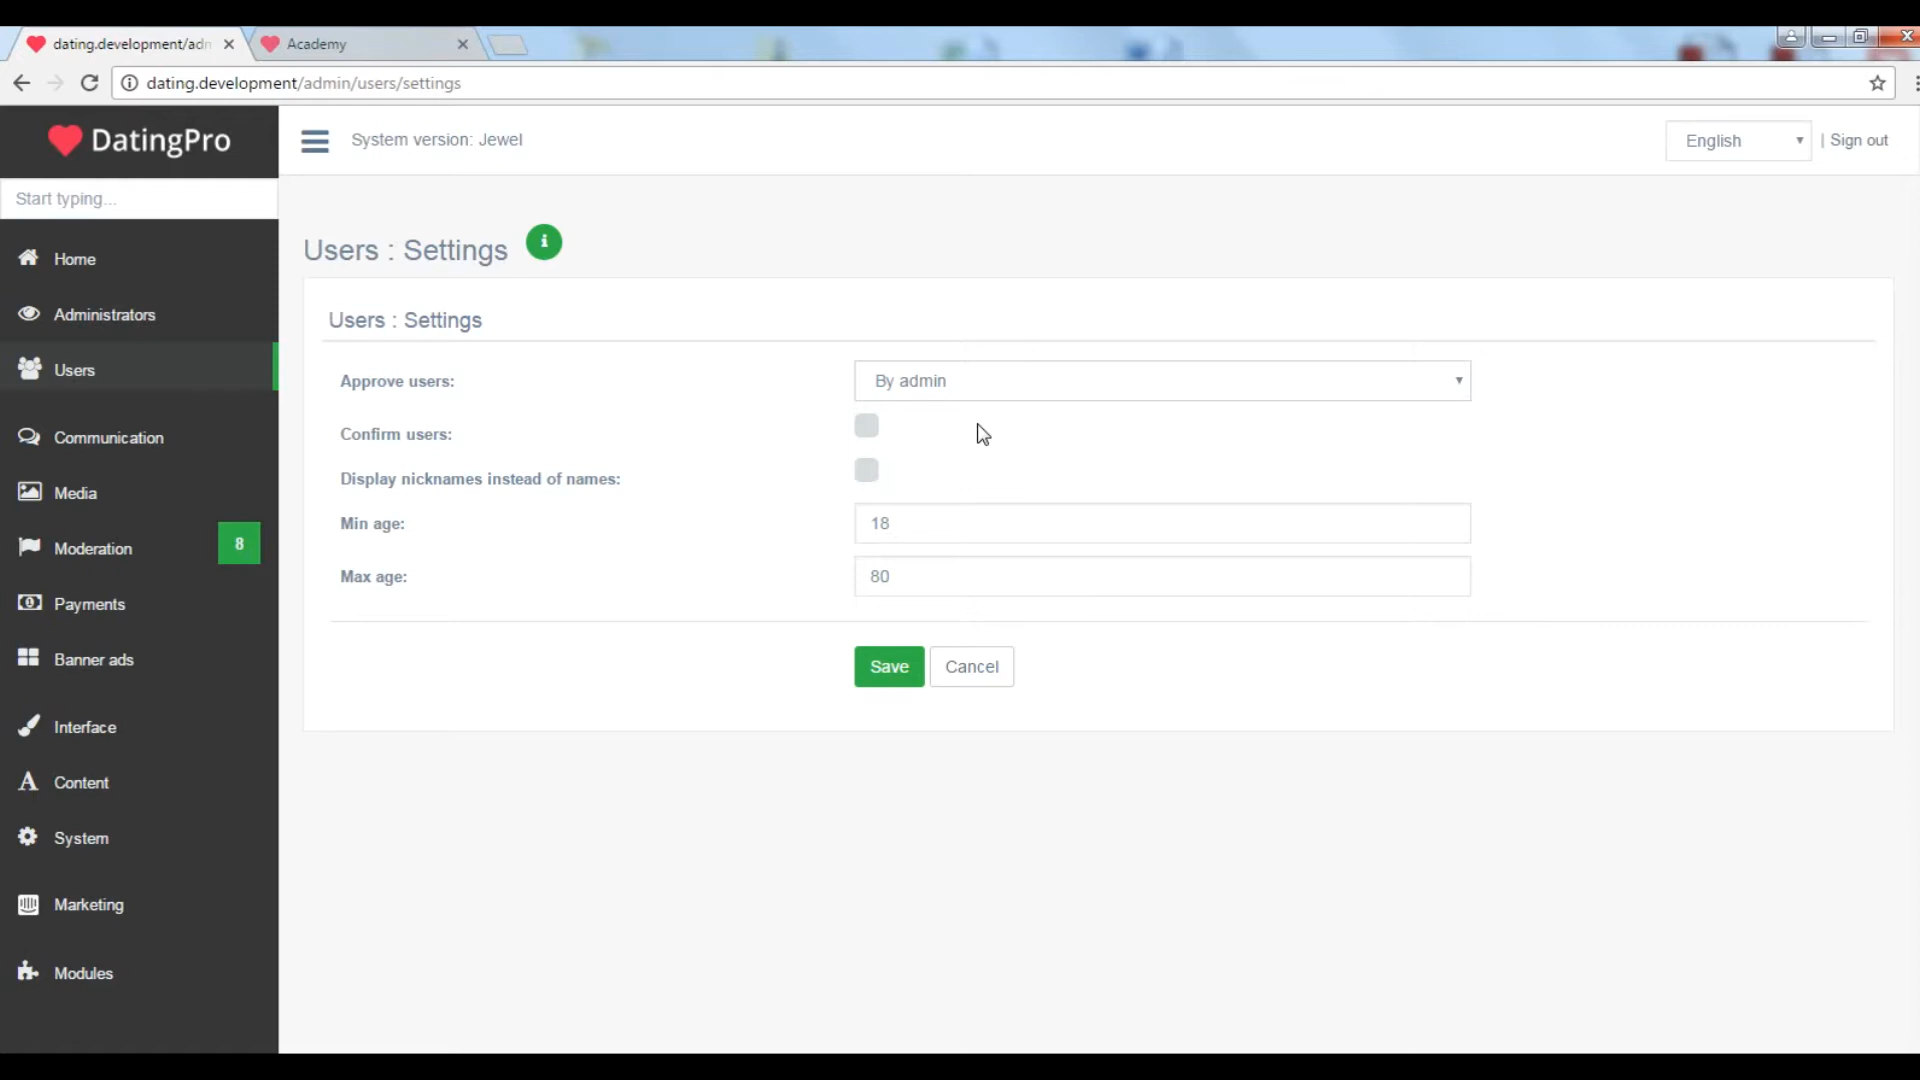 dating.development/adm
Academy
dating.development/admin/users/settings
DatingPro
System version: Jewel
English
| Sign out
Start typing...
Home
Administrators
Users
Communication
Media
Moderation
8
Payments
Banner ads
Interface
Content
System
Marketing
Modules
Users : Settings
Users : Settings
Approve users:
By admin
Confirm users:
Display nicknames instead of names:
Min age:
18
Max age:
80
Save
Cancel